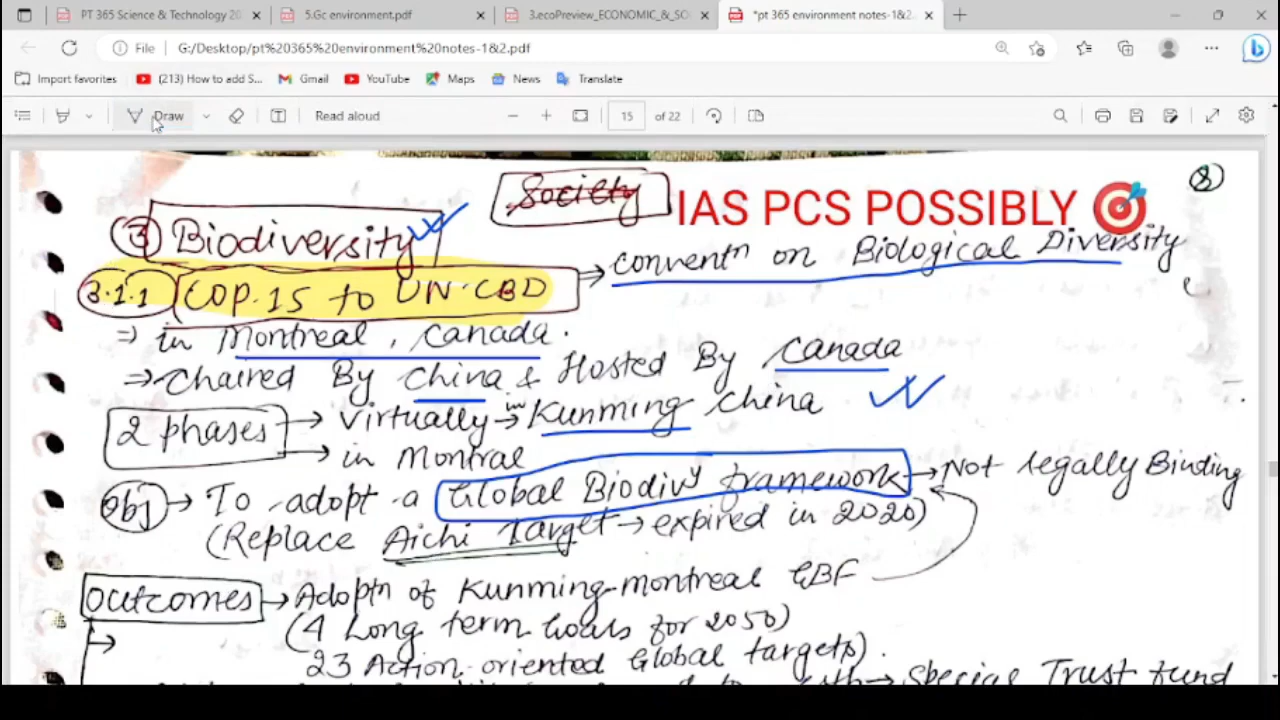 PT 365 Science & Technology 20
5.Gc environment.pdf
3.ecoPreview_ECONOMIC_&_SO
*pt 365 environment notes-1&2.
File
G:/Desktop/pt%20365%20environment%20notes-1&2.pdf
Import favorites
(213) How to add S...
Gmail
YouTube
Maps
News
Translate
Draw
Read aloud
15
of 22
8
Society
IAS PCS POSSIBLY
3 Biodiversity
3.1.1 COP.15 to UN-CBD ⇒ conventn on Biological Diversity
⇒ in Montreal, Canada.
⇒ Chaired By China & Hosted By Canada
2 phases → Virtually → in Kunming China
→ in Montral
Obj → To adopt a Global Biodivy framework → Not legally Binding
(Replace Aichi Target → expired in 2020)
Outcomes → Adoptn of Kunming-montreal GBF
(4 Long term Goals for 2050)
23 Action-oriented Global targets).
→ Special Trust fund